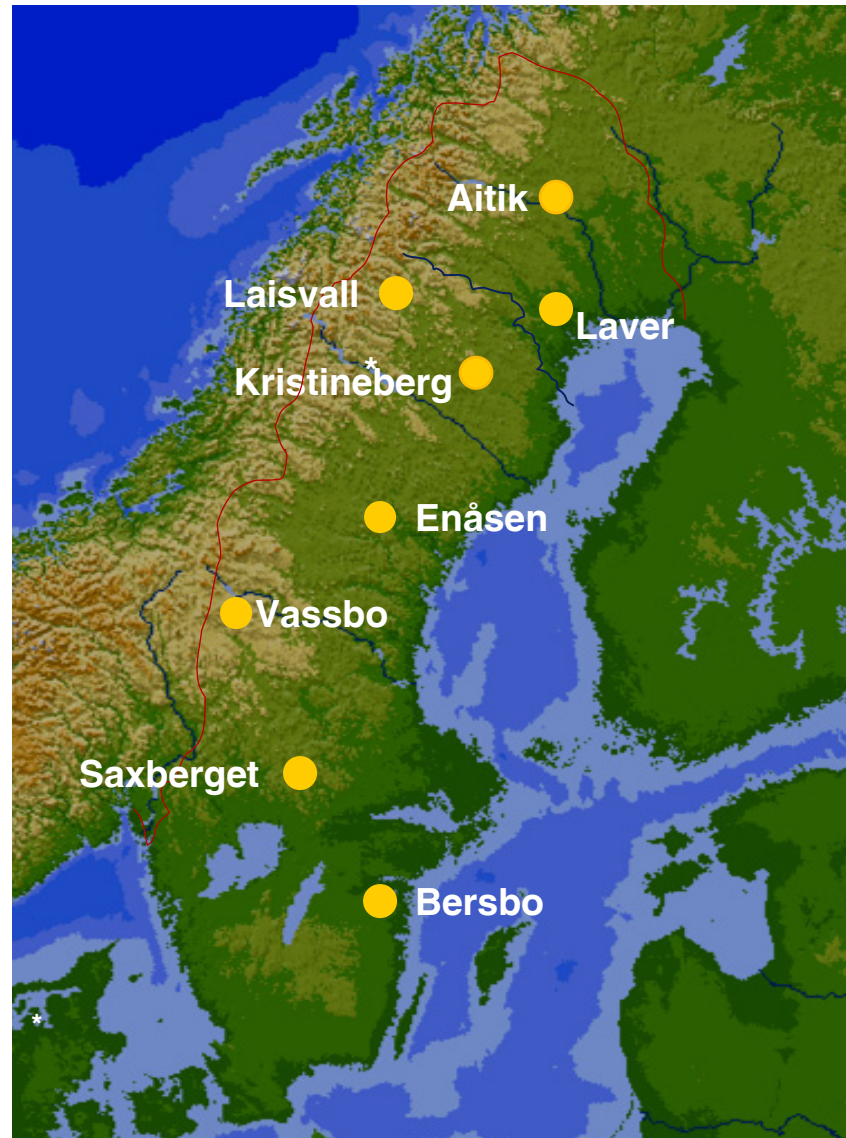 Aitik
Laisvall
Laver
*
Kristineberg
Enåsen
Vassbo
Saxberget
Bersbo
*